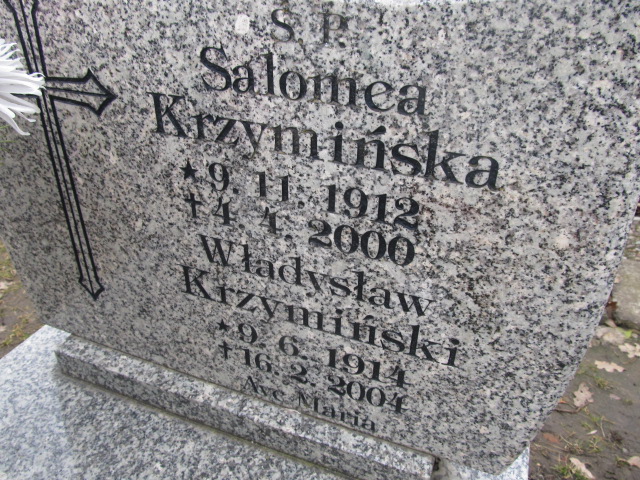 Ś. P.
Salomea
Krzymińska
* 9. 11. 1912
† 4. 4. 2000
Władysław
Krzymiński
* 9. 6. 1914
† 16. 2. 2004
Ave Maria